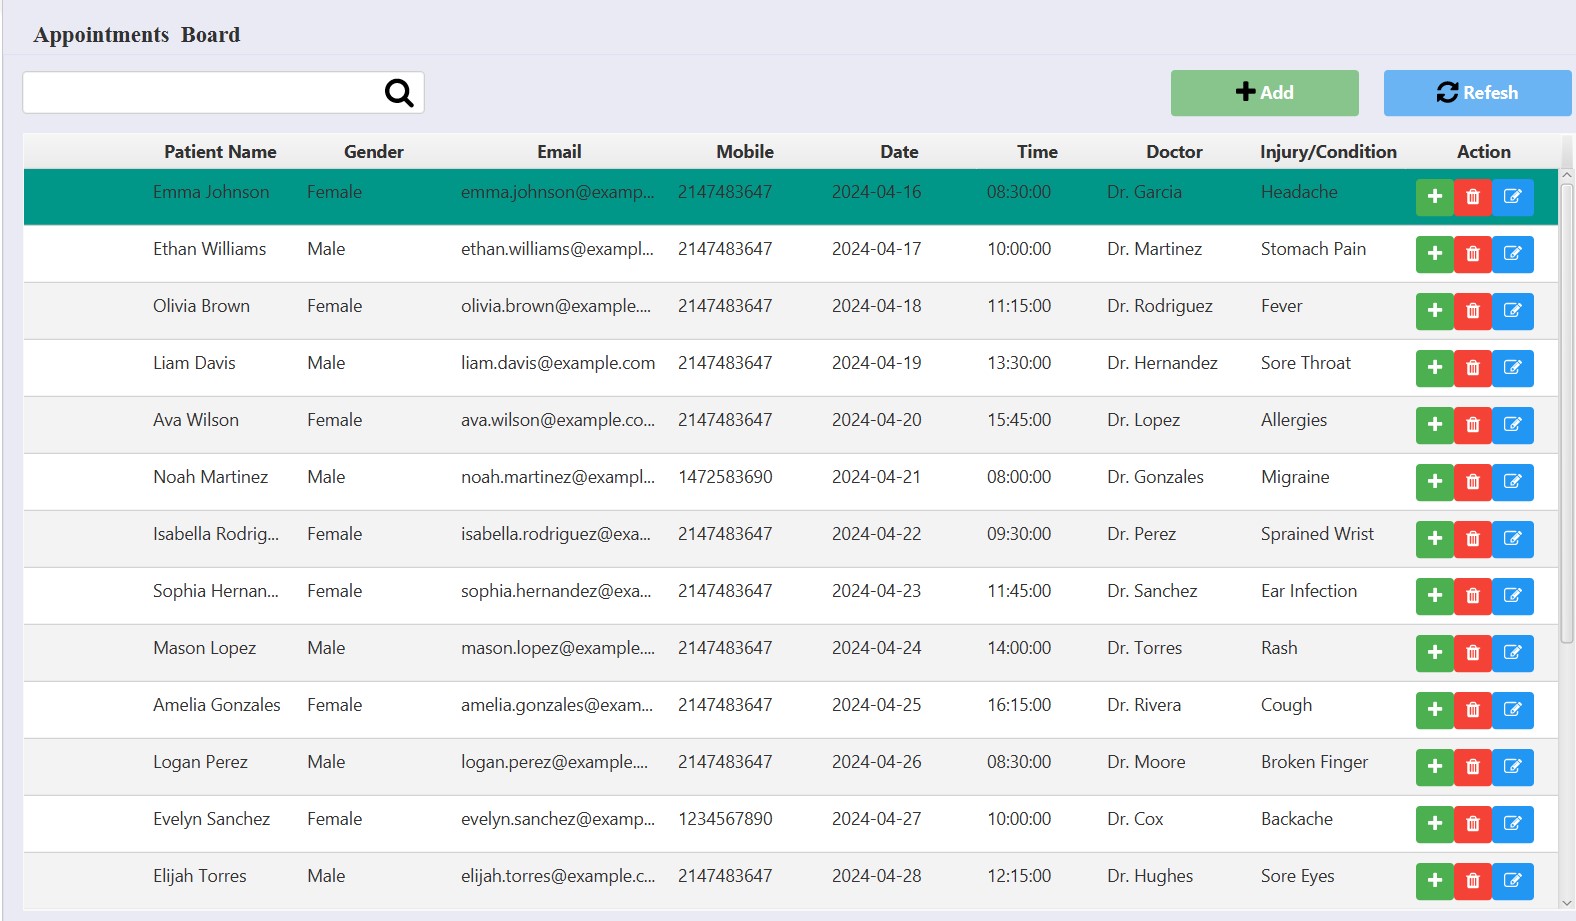 Appointments Board
Add Refesh
Patient Name Gender Email Mobile Date Time Doctor Injury/Condition Action
Emma Johnson Female emma.johnson@examp... 2147483647 2024-04-16 08:30:00 Dr. Garcia Headache
Ethan Williams Male ethan.williams@exampl... 2147483647 2024-04-17 10:00:00 Dr. Martinez Stomach Pain
Olivia Brown Female olivia.brown@example.... 2147483647 2024-04-18 11:15:00 Dr. Rodriguez Fever
Liam Davis Male liam.davis@example.com 2147483647 2024-04-19 13:30:00 Dr. Hernandez Sore Throat
Ava Wilson Female ava.wilson@example.co... 2147483647 2024-04-20 15:45:00 Dr. Lopez Allergies
Noah Martinez Male noah.martinez@exampl... 1472583690 2024-04-21 08:00:00 Dr. Gonzales Migraine
Isabella Rodrig... Female isabella.rodriguez@exa... 2147483647 2024-04-22 09:30:00 Dr. Perez Sprained Wrist
Sophia Hernan... Female sophia.hernandez@exa... 2147483647 2024-04-23 11:45:00 Dr. Sanchez Ear Infection
Mason Lopez Male mason.lopez@example.... 2147483647 2024-04-24 14:00:00 Dr. Torres Rash
Amelia Gonzales Female amelia.gonzales@exam... 2147483647 2024-04-25 16:15:00 Dr. Rivera Cough
Logan Perez Male logan.perez@example.... 2147483647 2024-04-26 08:30:00 Dr. Moore Broken Finger
Evelyn Sanchez Female evelyn.sanchez@examp... 1234567890 2024-04-27 10:00:00 Dr. Cox Backache
Elijah Torres Male elijah.torres@example.c... 2147483647 2024-04-28 12:15:00 Dr. Hughes Sore Eyes